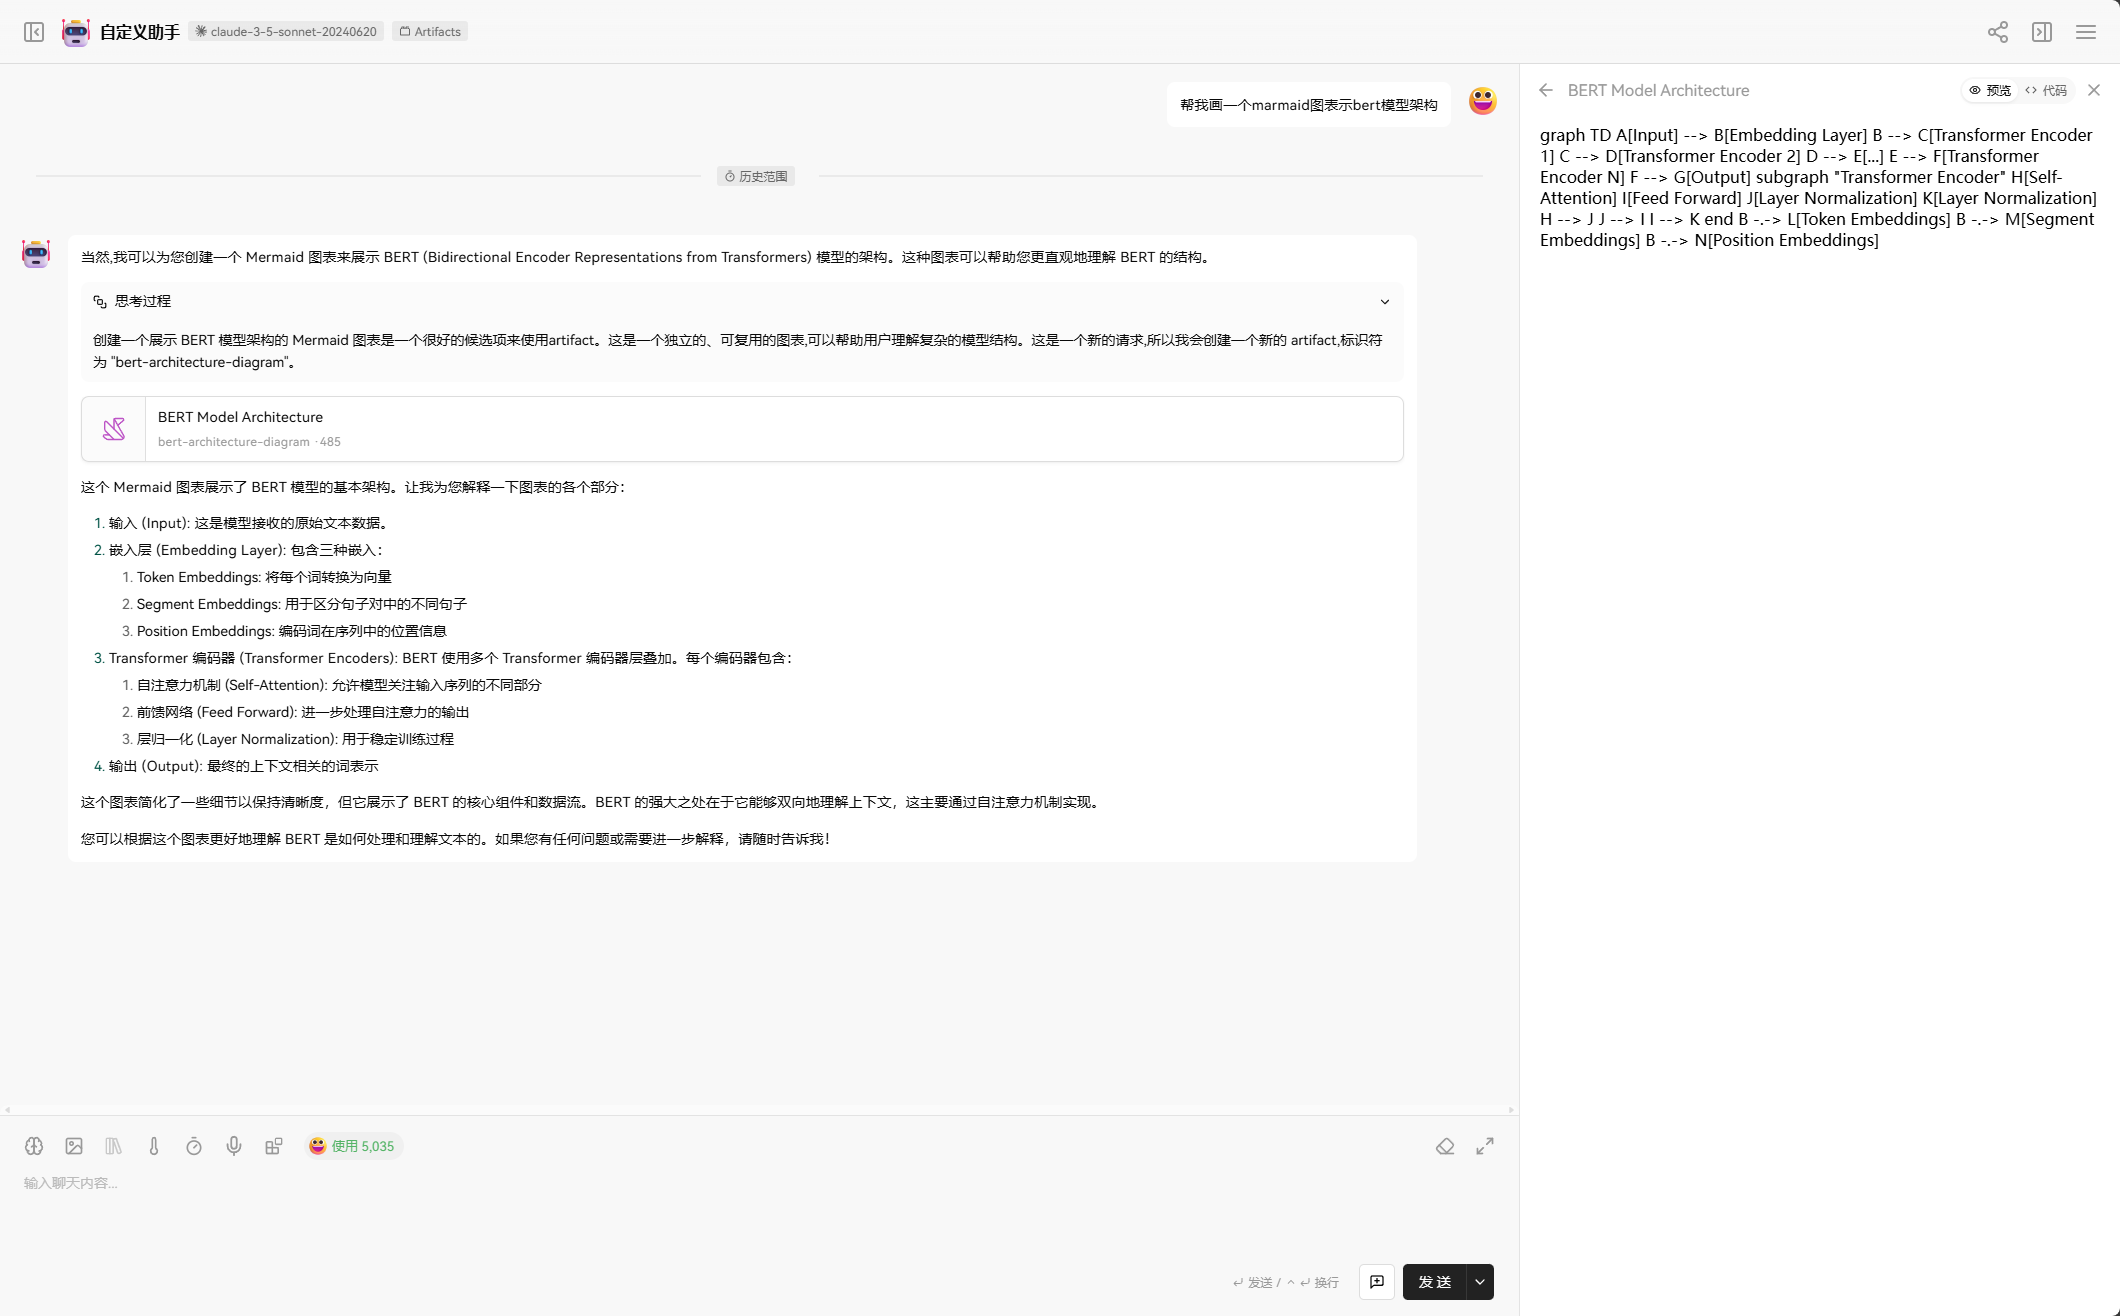 自定义助手
claude-3-5-sonnet-20240620
Artifacts
帮我画一个marmaid图表示bert模型架构
历史范围
当然,我可以为您创建一个 Mermaid 图表来展示 BERT (Bidirectional Encoder Representations from Transformers) 模型的架构。这种图表可以帮助您更直观地理解 BERT 的结构。
思考过程
创建一个展示 BERT 模型架构的 Mermaid 图表是一个很好的候选项来使用artifact。这是一个独立的、可复用的图表,可以帮助用户理解复杂的模型结构。这是一个新的请求,所以我会创建一个新的 artifact,标识符
为 "bert-architecture-diagram"。
BERT Model Architecture
bert-architecture-diagram · 485
这个 Mermaid 图表展示了 BERT 模型的基本架构。让我为您解释一下图表的各个部分：
1. 输入 (Input): 这是模型接收的原始文本数据。
2. 嵌入层 (Embedding Layer): 包含三种嵌入：
1. Token Embeddings: 将每个词转换为向量
2. Segment Embeddings: 用于区分句子对中的不同句子
3. Position Embeddings: 编码词在序列中的位置信息
3. Transformer 编码器 (Transformer Encoders): BERT 使用多个 Transformer 编码器层叠加。每个编码器包含：
1. 自注意力机制 (Self-Attention): 允许模型关注输入序列的不同部分
2. 前馈网络 (Feed Forward): 进一步处理自注意力的输出
3. 层归一化 (Layer Normalization): 用于稳定训练过程
4. 输出 (Output): 最终的上下文相关的词表示
这个图表简化了一些细节以保持清晰度，但它展示了 BERT 的核心组件和数据流。BERT 的强大之处在于它能够双向地理解上下文，这主要通过自注意力机制实现。
您可以根据这个图表更好地理解 BERT 是如何处理和理解文本的。如果您有任何问题或需要进一步解释，请随时告诉我！
使用 5,035
输入聊天内容...
↵ 发送 / ^ ↵ 换行
发 送
BERT Model Architecture
预览
代码
graph TD A[Input] --> B[Embedding Layer] B --> C[Transformer Encoder
1] C --> D[Transformer Encoder 2] D --> E[...] E --> F[Transformer
Encoder N] F --> G[Output] subgraph "Transformer Encoder" H[Self-
Attention] I[Feed Forward] J[Layer Normalization] K[Layer Normalization]
H --> J J --> I I --> K end B -.-> L[Token Embeddings] B -.-> M[Segment
Embeddings] B -.-> N[Position Embeddings]